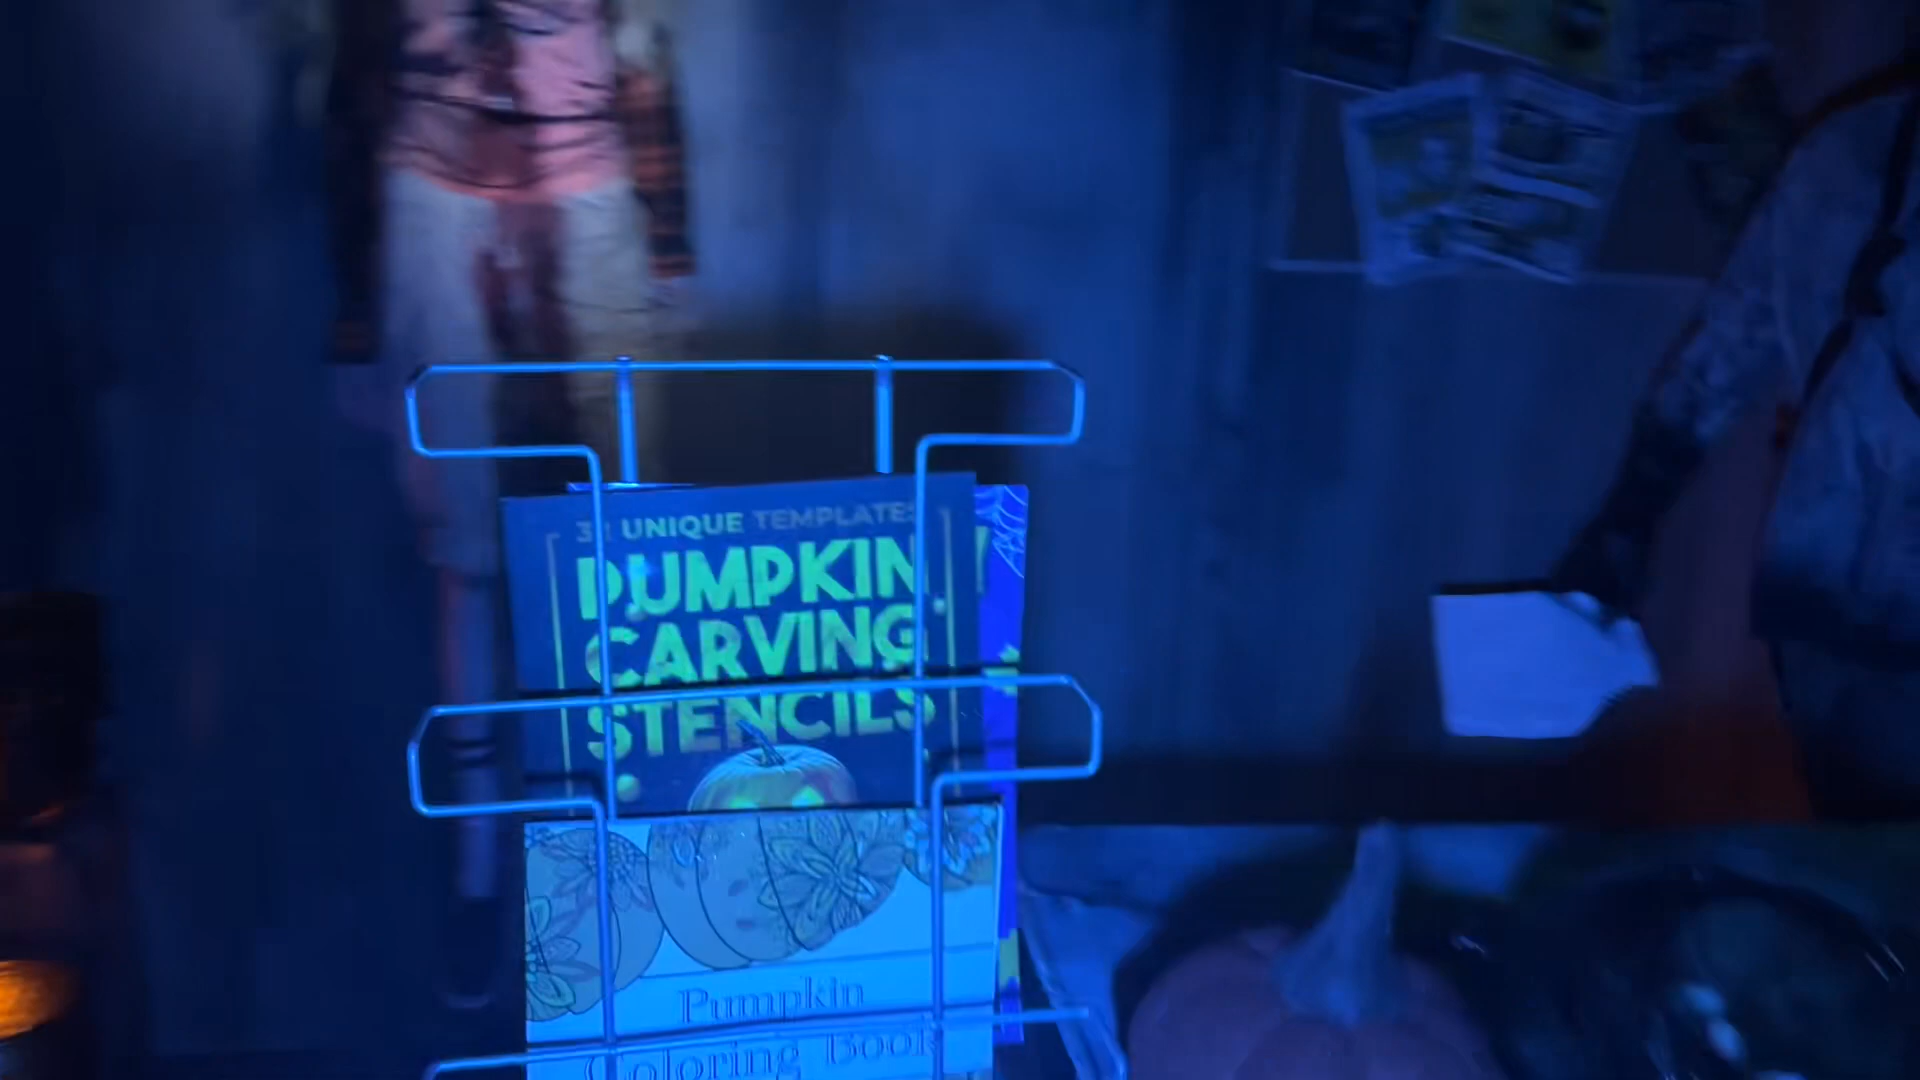 UNIQUE TEMPLATES
PUMPKIN
CARVING
STENCILS
Pumpkin
Coloring Book